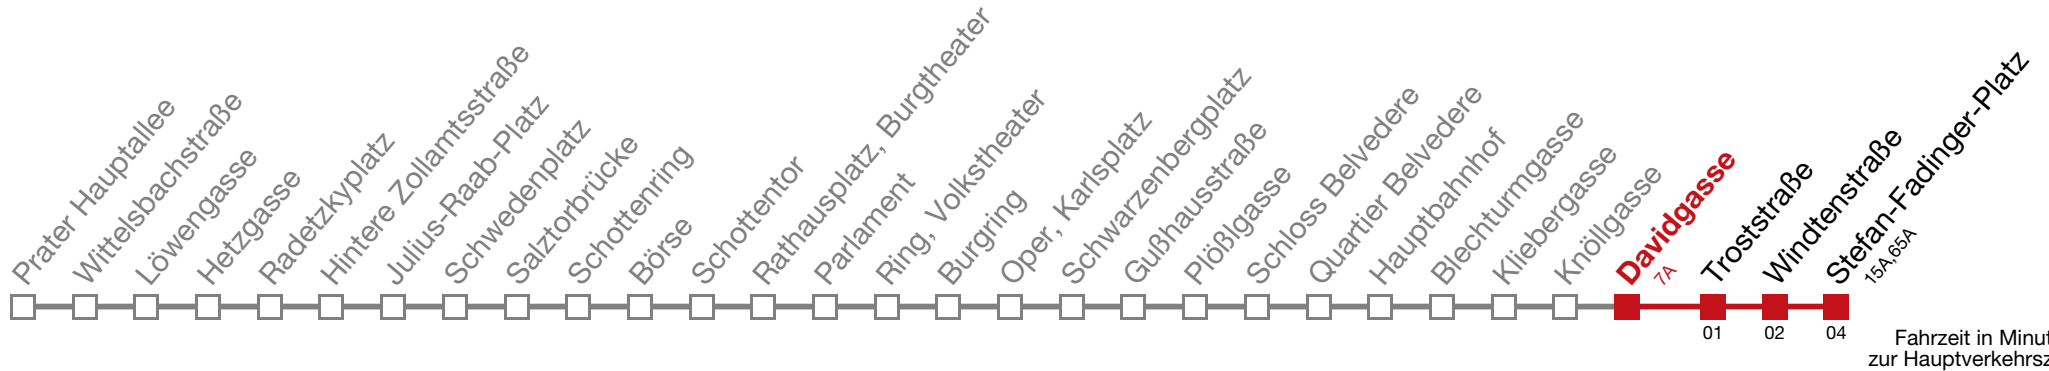 Prater Hauptallee
Wittelsbachstraße
Löwengasse
Hetzgasse
Radetzkyplatz
Hintere Zollamtsstraße
Julius-Raab-Platz
Schwedenplatz
Salztorbrücke
Schottenring
Börse
Schottentor
Rathausplatz, Burgtheater
Parlament
Ring, Volkstheater
Burgring
Oper, Karlsplatz
Schwarzenbergplatz
Gußhausstraße
Plößlgasse
Schloss Belvedere
Quartier Belvedere
Hauptbahnhof
Blechturmgasse
Kliebergasse
Knöllgasse
Davidgasse
7A
Troststraße
Windtenstraße
Stefan-Fadinger-Platz
15A,65A
01
02
04
Fahrzeit in Minut
zur Hauptverkehrsz